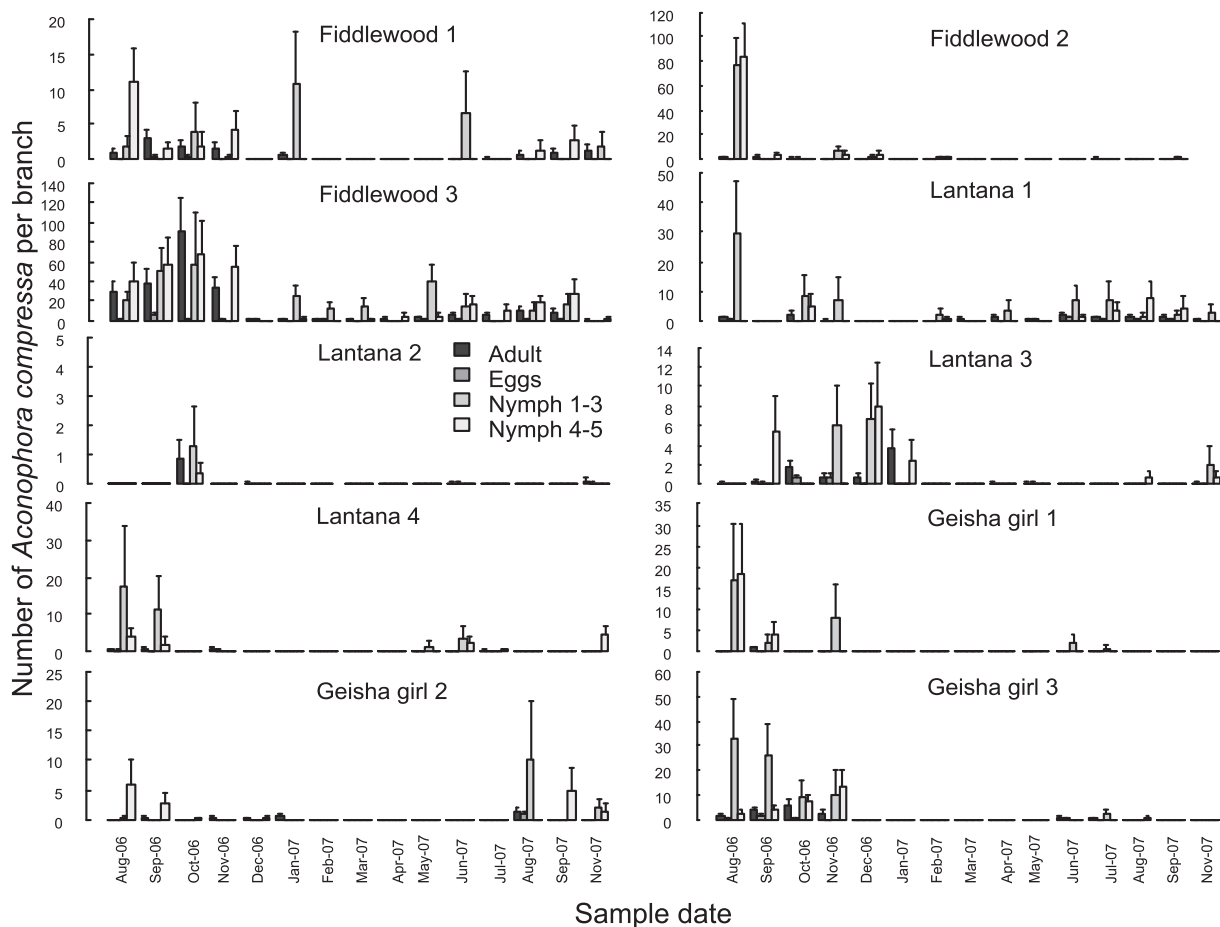 Number of Aconophora compressa per branch
Fiddlewood 1
20
15
10
5
0
Fiddlewood 2
120
100
80
60
40
20
0
Fiddlewood 3
140
120
100
80
60
40
20
0
Lantana 1
50
40
30
20
10
0
Lantana 2
5
4
3
2
1
0
Adult
Eggs
Nymph 1-3
Nymph 4-5
Lantana 3
14
12
10
8
6
4
2
0
Lantana 4
40
30
20
10
0
Geisha girl 1
35
30
25
20
15
10
5
0
Geisha girl 2
25
20
15
10
5
0
Geisha girl 3
60
50
40
30
20
10
0
Aug-06
Sep-06
Oct-06
Nov-06
Dec-06
Jan-07
Feb-07
Mar-07
Apr-07
May-07
Jun-07
Jul-07
Aug-07
Sep-07
Nov-07
Aug-06
Sep-06
Oct-06
Nov-06
Dec-06
Jan-07
Feb-07
Mar-07
Apr-07
May-07
Jun-07
Jul-07
Aug-07
Sep-07
Nov-07
Sample date